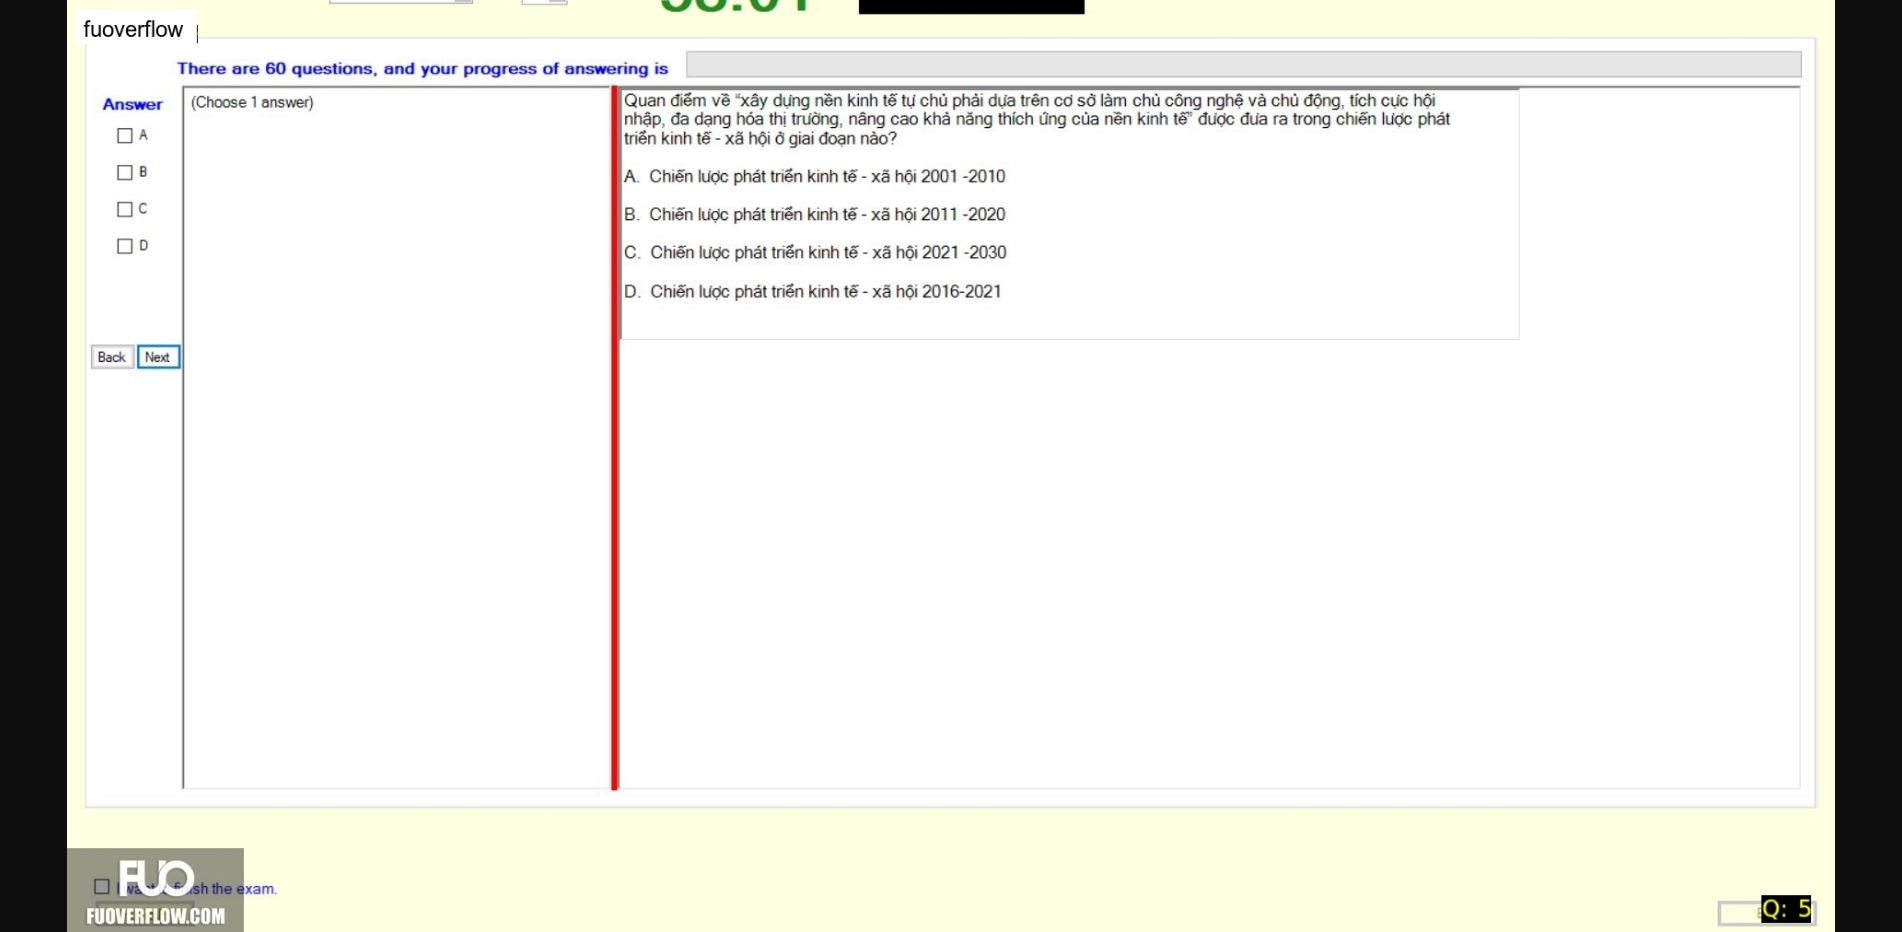 fuoverflow
There are 60 questions, and your progress of answering is
Answer
(Choose 1 answer)
A
B
C
D
Back Next
Quan điểm về “xây dựng nền kinh tế tự chủ phải dựa trên cơ sở làm chủ công nghệ và chủ động, tích cực hội
nhập, đa dạng hóa thị trường, nâng cao khả năng thích ứng của nền kinh tế” được đưa ra trong chiến lược phát
triển kinh tế - xã hội ở giai đoạn nào?
A. Chiến lược phát triển kinh tế - xã hội 2001 -2010
B. Chiến lược phát triển kinh tế - xã hội 2011 -2020
C. Chiến lược phát triển kinh tế - xã hội 2021 -2030
D. Chiến lược phát triển kinh tế - xã hội 2016-2021
FUO
the exam.
FUOVERFLOW.COM
Q: 5